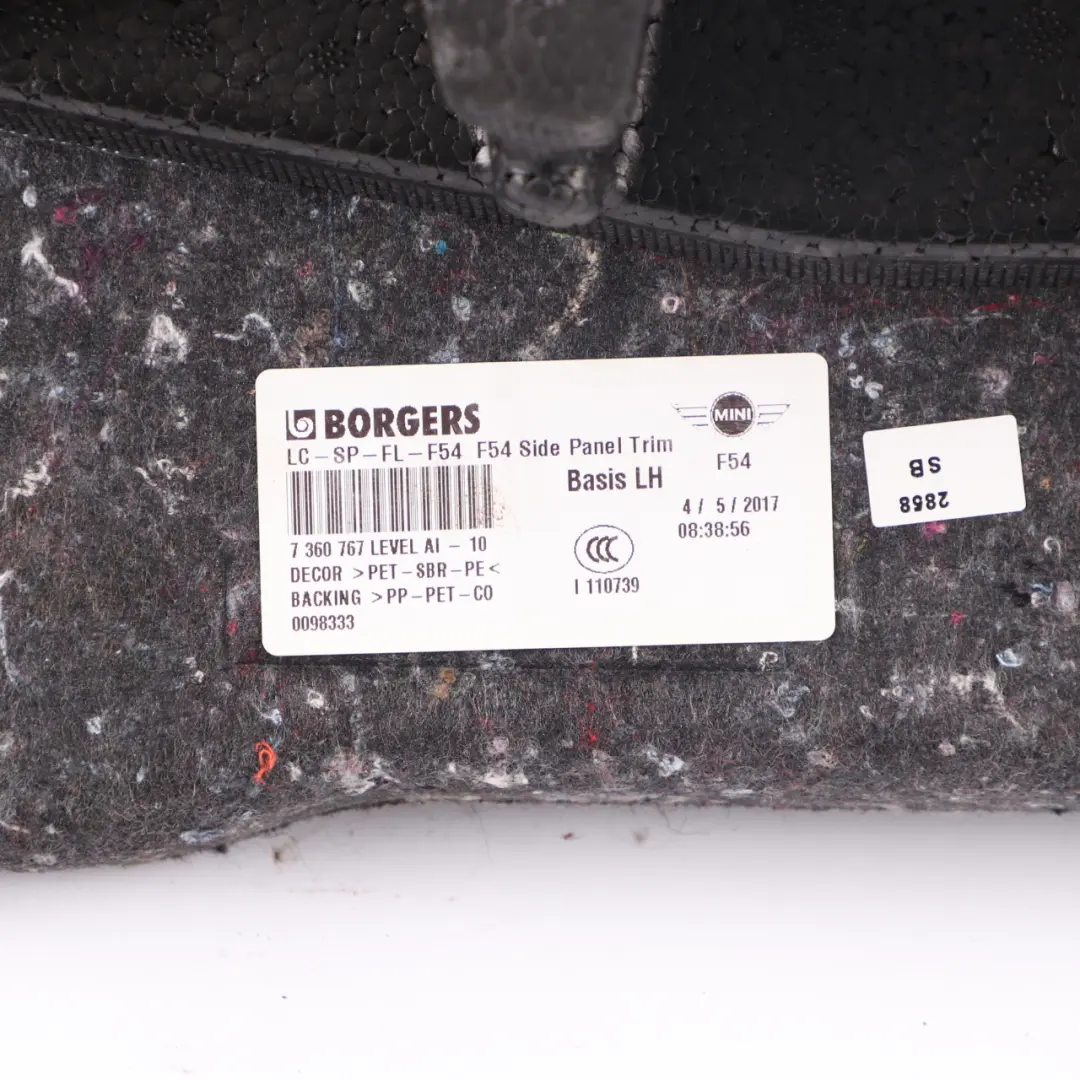 BORGERS
MINI
LC-SP-FL-F54 F54 Side Panel Trim
Basis LH
F54
4/ 5/2017
08:38:56
7 360 767 LEVEL AI - 10
DECOR >PET-SBR-PE<
BACKING >PP-PET-CO
0098333
CCC
I 110739
2858
SB